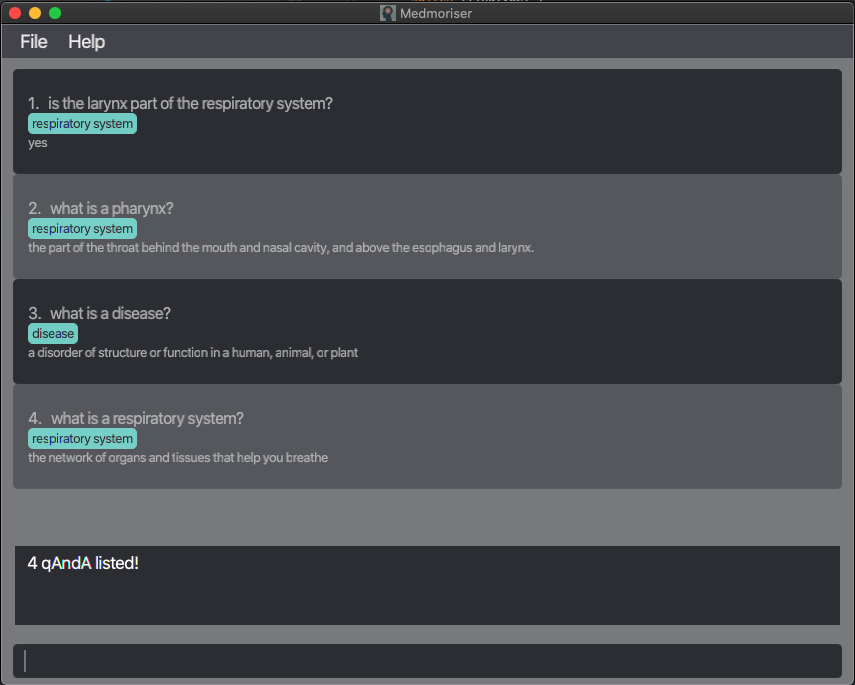 Medmoriser
File Help
1. is the larynx part of the respiratory system?
respiratory system
yes
2. what is a pharynx?
respiratory system
the part of the throat behind the mouth and nasal cavity, and above the esophagus and larynx.
3. what is a disease?
disease
a disorder of structure or function in a human, animal, or plant
4. what is a respiratory system?
respiratory system
the network of organs and tissues that help you breathe
4 qAndA listed!